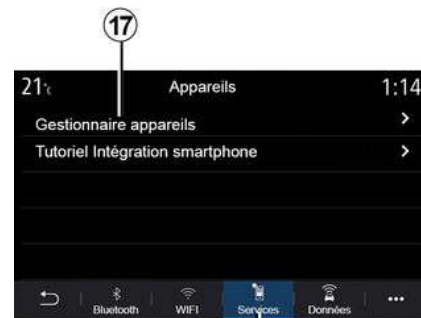 17
21°c Appareils 1:14
Gestionnaire appareils
Tutoriel Intégration smartphone
Bluetooth WIFI Services Données